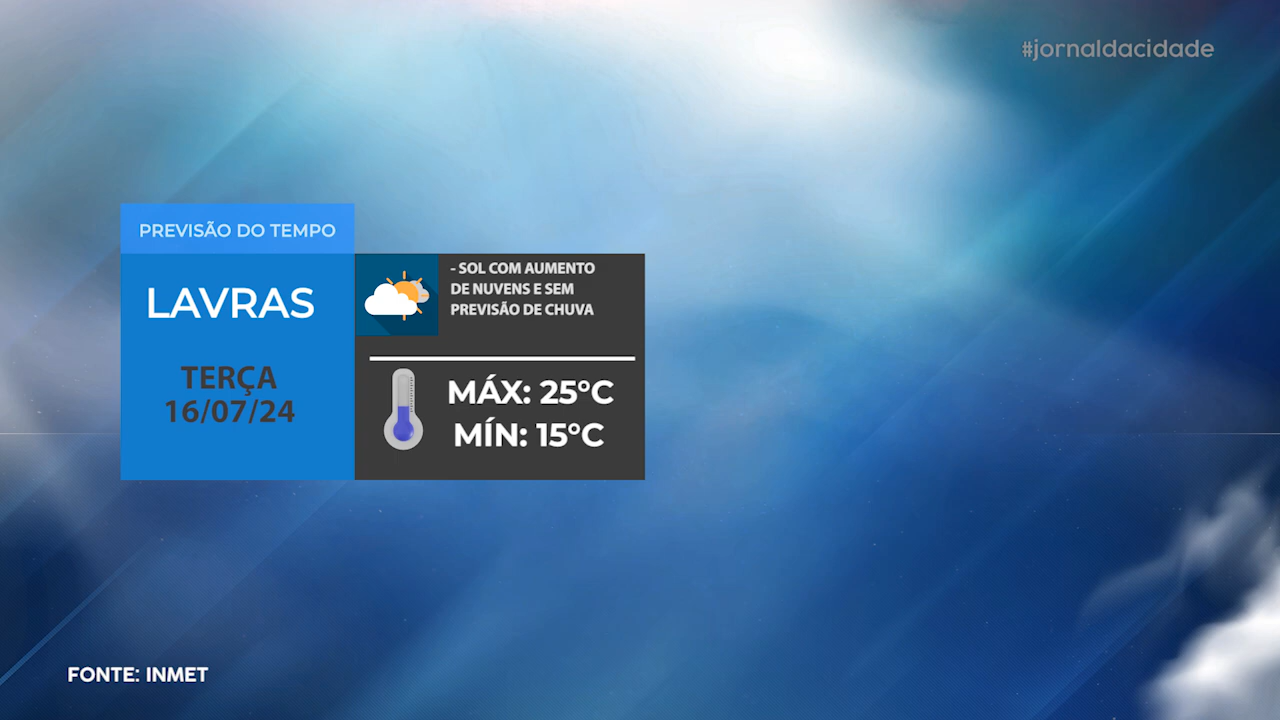 #jornaldacidade
PREVISÃO DO TEMPO
LAVRAS
TERÇA
16/07/24
- SOL COM AUMENTO
DE NUVENS E SEM
PREVISÃO DE CHUVA
MÁX: 25°C
MÍN: 15°C
FONTE: INMET